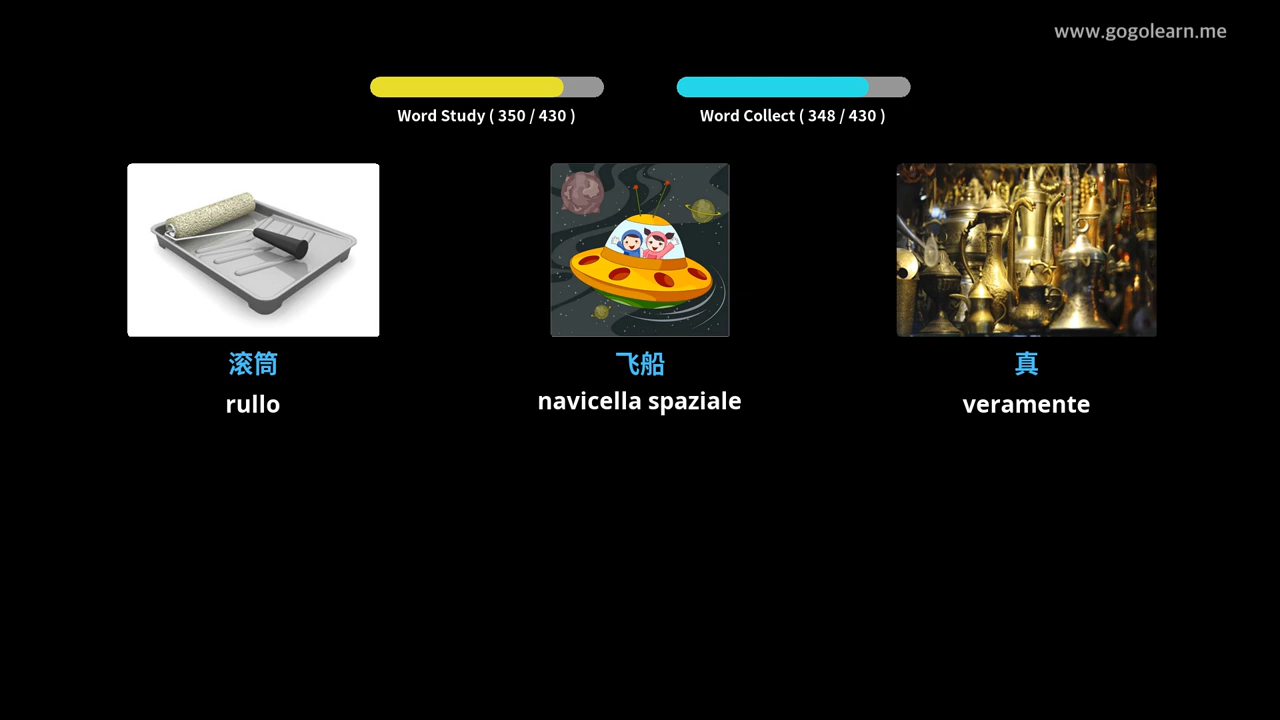 www.gogolearn.me
Word Study ( 350 / 430 )
Word Collect ( 348 / 430 )
滚筒
飞船
真
rullo
navicella spaziale
veramente